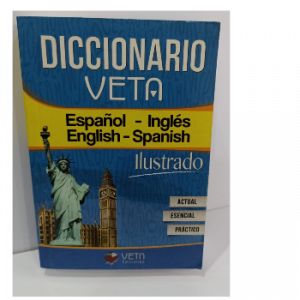 DICCIONARIO
VETA
Español - Inglés
English - Spanish
Ilustrado
ACTUAL
ESENCIAL
PRÁCTICO
VETA